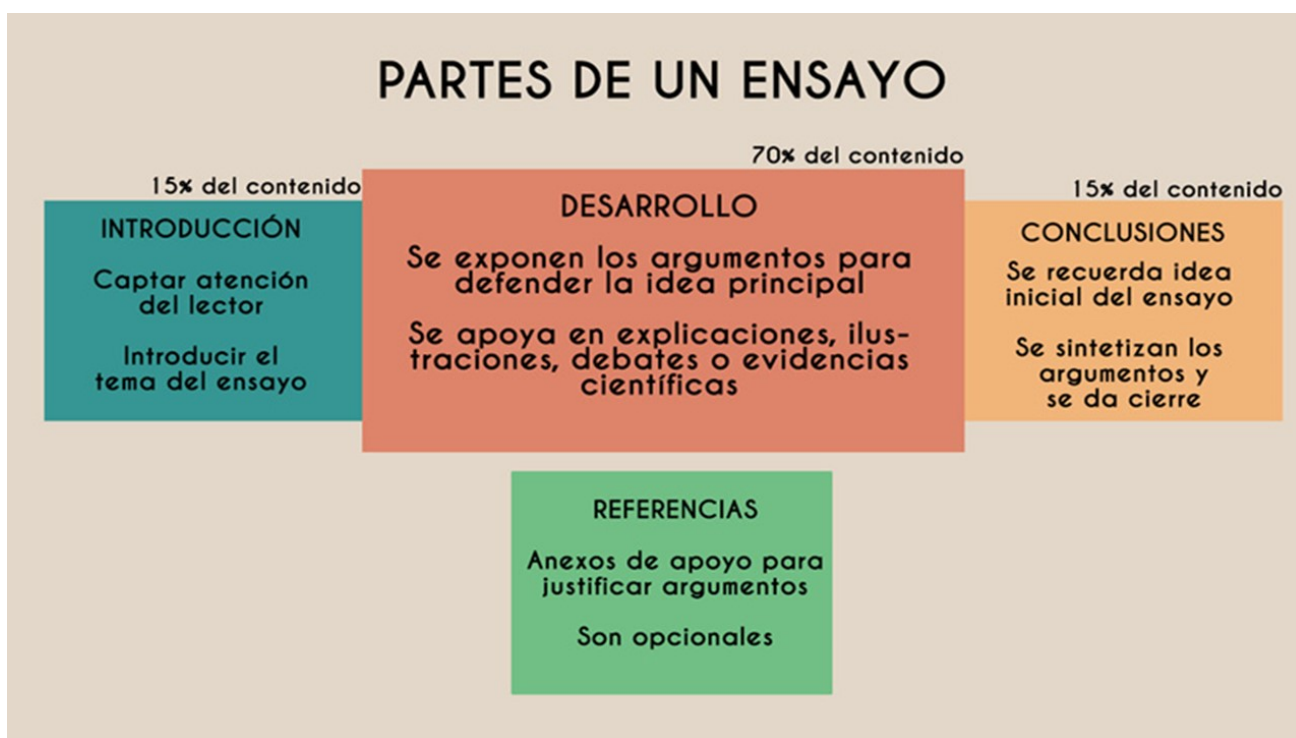 PARTES DE UN ENSAYO
15% del contenido
INTRODUCCIÓN
Captar atención
del lector
Introducir el
tema del ensayo
70% del contenido
DESARROLLO
Se exponen los argumentos para
defender la idea principal
Se apoya en explicaciones, ilus-
traciones, debates o evidencias
científicas
15% del contenido
CONCLUSIONES
Se recuerda idea
inicial del ensayo
Se sintetizan los
argumentos y
se da cierre
REFERENCIAS
Anexos de apoyo para
justificar argumentos
Son opcionales